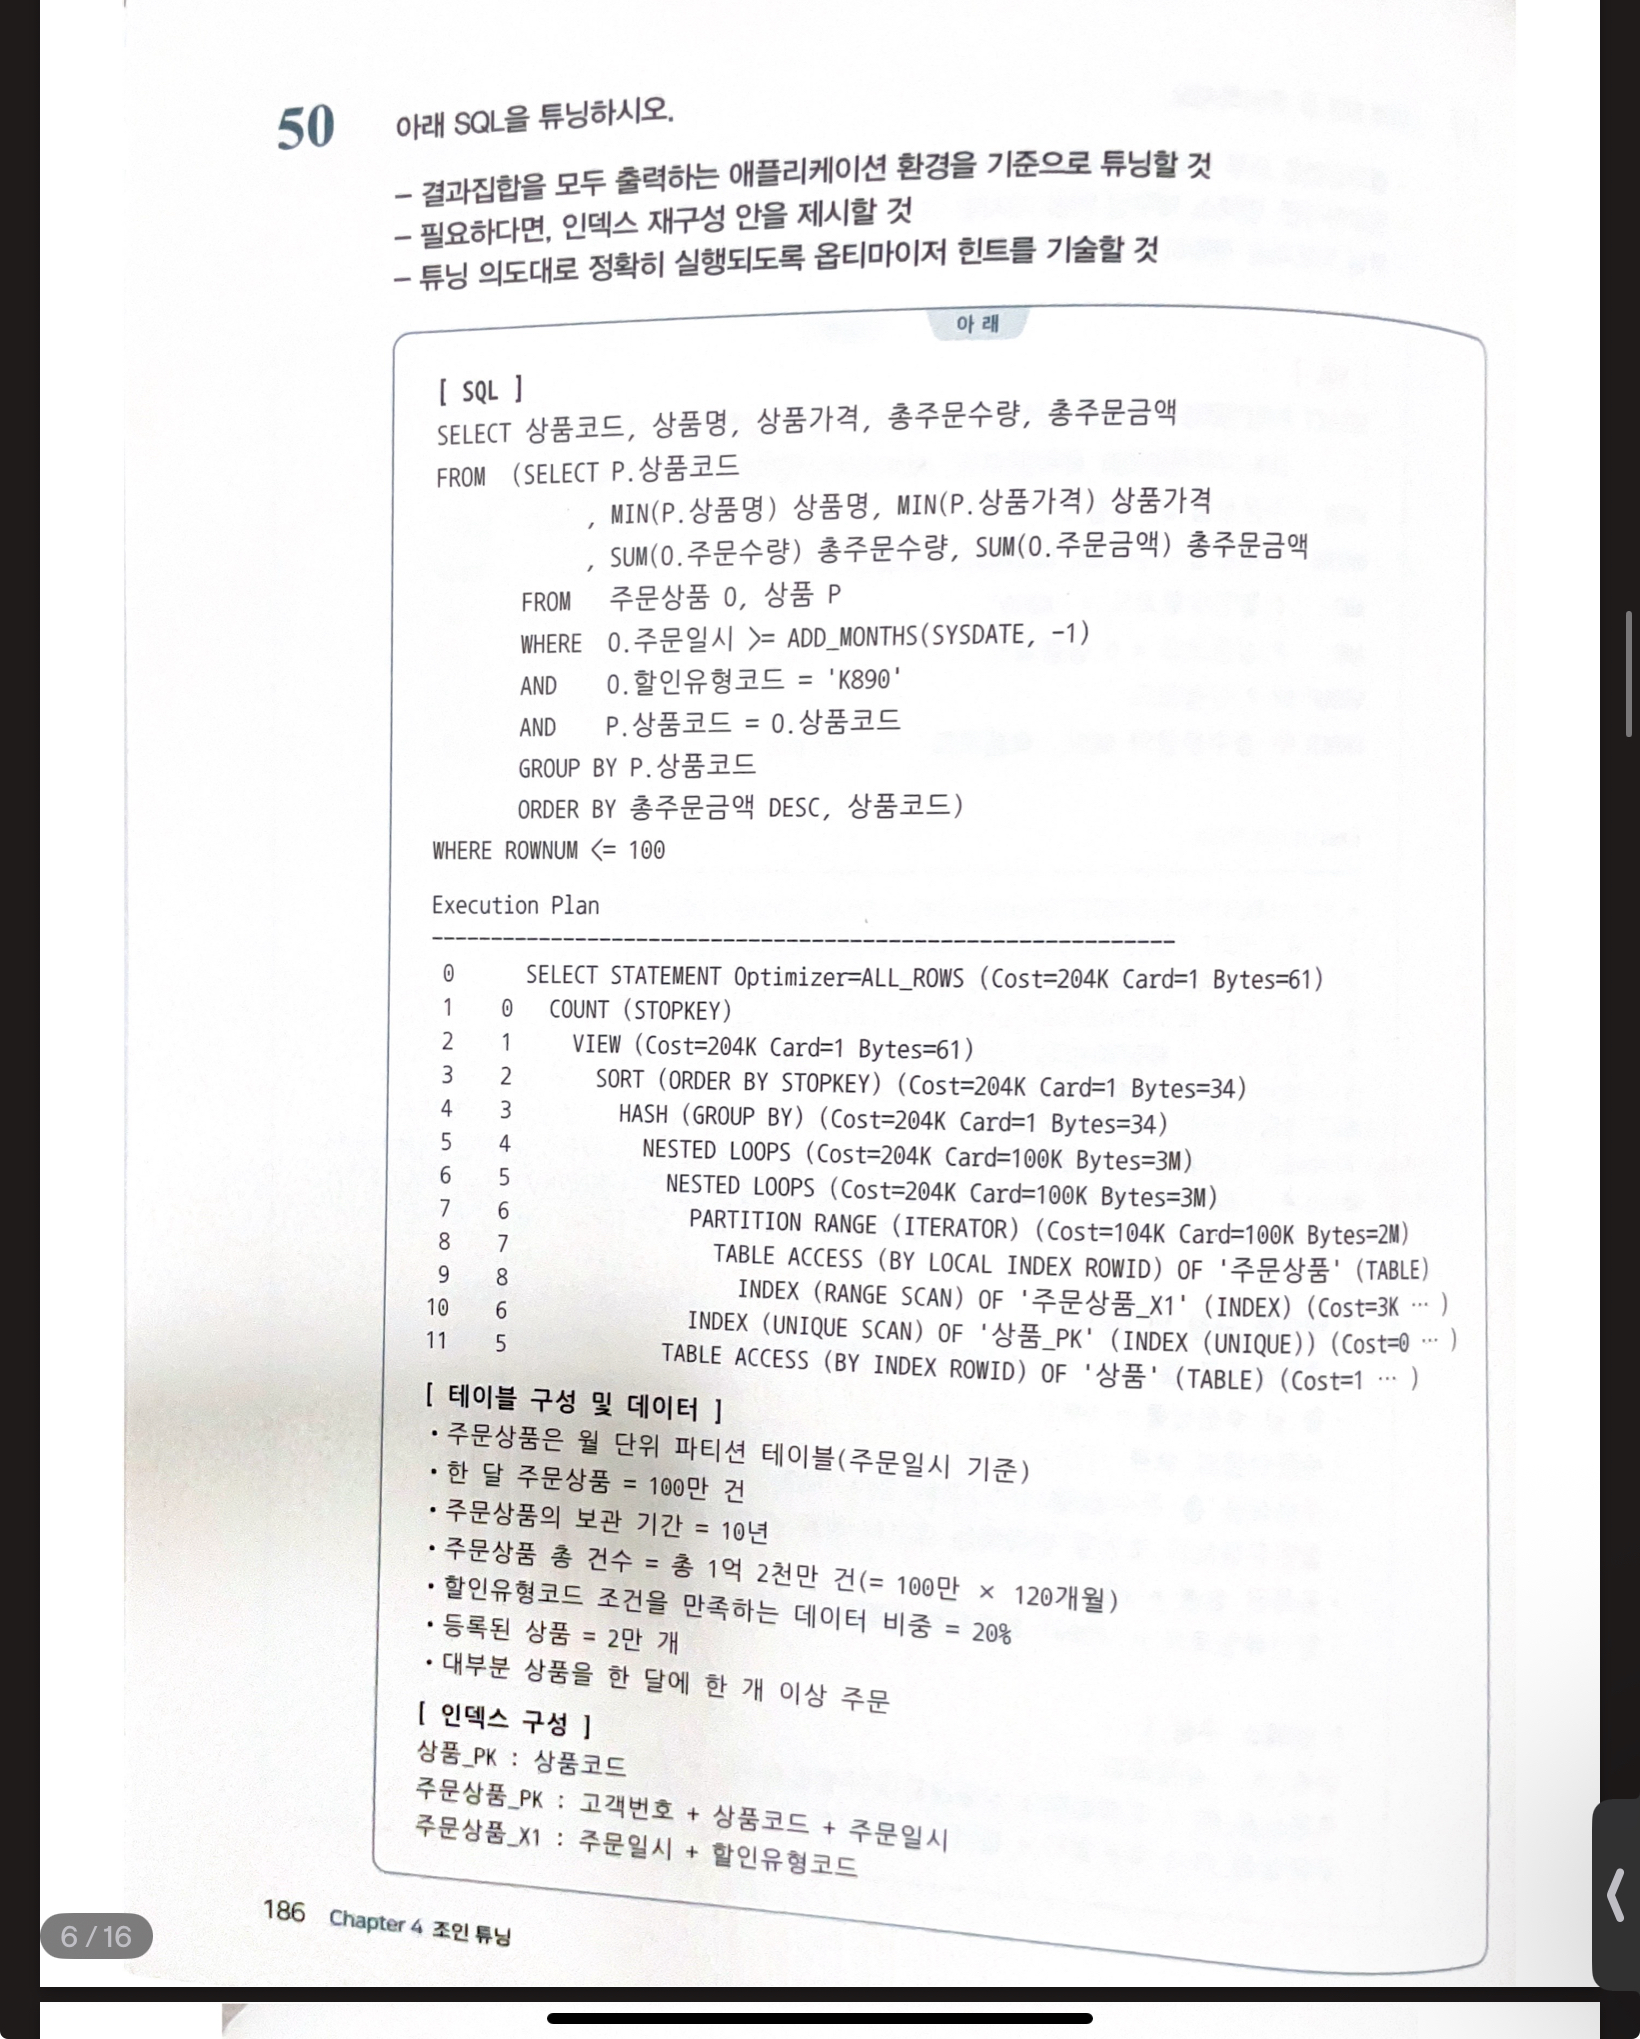 50 아래 SQL을 튜닝하시오.
– 결과집합을 모두 출력하는 애플리케이션 환경을 기준으로 튜닝할 것
– 필요하다면, 인덱스 재구성 안을 제시할 것
– 튜닝 의도대로 정확히 실행되도록 옵티마이저 힌트를 기술할 것
아 래
[ SQL ]
SELECT 상품코드, 상품명, 상품가격, 총주문수량, 총주문금액
FROM (SELECT P.상품코드
, MIN(P.상품명) 상품명, MIN(P.상품가격) 상품가격
, SUM(O.주문수량) 총주문수량, SUM(O.주문금액) 총주문금액
FROM 주문상품 O, 상품 P
WHERE O.주문일시 >= ADD_MONTHS(SYSDATE, -1)
AND O.할인유형코드 = 'K890'
AND P.상품코드 = O.상품코드
GROUP BY P.상품코드
ORDER BY 총주문금액 DESC, 상품코드)
WHERE ROWNUM <= 100
Execution Plan
----------------------------------------------------------------
0 SELECT STATEMENT Optimizer=ALL_ROWS (Cost=204K Card=1 Bytes=61)
1 0 COUNT (STOPKEY)
2 1 VIEW (Cost=204K Card=1 Bytes=61)
3 2 SORT (ORDER BY STOPKEY) (Cost=204K Card=1 Bytes=34)
4 3 HASH (GROUP BY) (Cost=204K Card=1 Bytes=34)
5 4 NESTED LOOPS (Cost=204K Card=100K Bytes=3M)
6 5 NESTED LOOPS (Cost=204K Card=100K Bytes=3M)
7 6 PARTITION RANGE (ITERATOR) (Cost=104K Card=100K Bytes=2M)
8 7 TABLE ACCESS (BY LOCAL INDEX ROWID) OF '주문상품' (TABLE)
9 8 INDEX (RANGE SCAN) OF '주문상품_X1' (INDEX) (Cost=3K … )
10 6 INDEX (UNIQUE SCAN) OF '상품_PK' (INDEX (UNIQUE)) (Cost=0 … )
11 5 TABLE ACCESS (BY INDEX ROWID) OF '상품' (TABLE) (Cost=1 … )
[ 테이블 구성 및 데이터 ]
• 주문상품은 월 단위 파티션 테이블(주문일시 기준)
• 한 달 주문상품 = 100만 건
• 주문상품의 보관 기간 = 10년
• 주문상품 총 건수 = 총 1억 2천만 건(= 100만 × 120개월)
• 할인유형코드 조건을 만족하는 데이터 비중 = 20%
• 등록된 상품 = 2만 개
• 대부분 상품을 한 달에 한 개 이상 주문
[ 인덱스 구성 ]
상품_PK : 상품코드
주문상품_PK : 고객번호 + 상품코드 + 주문일시
주문상품_X1 : 주문일시 + 할인유형코드
186 Chapter 4 조인 튜닝
6 / 16